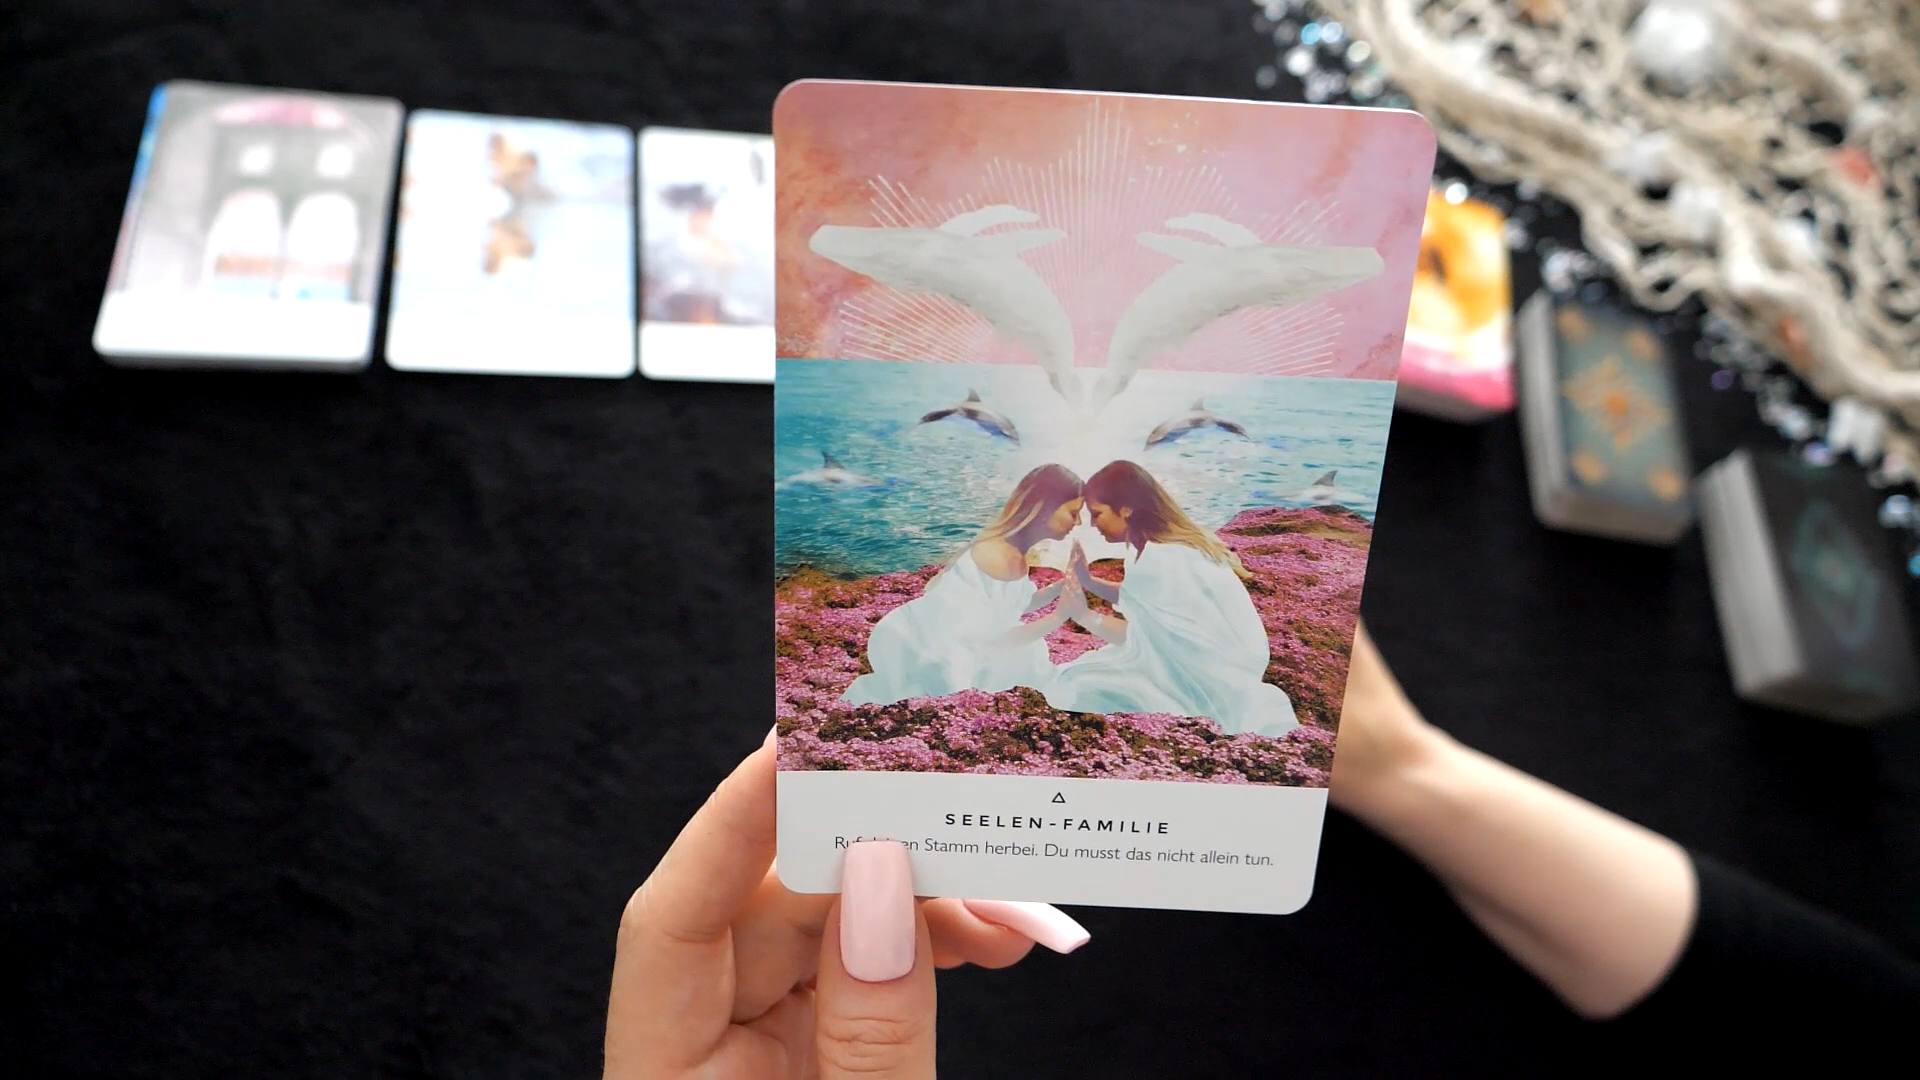 SEELEN-FAMILIE
Stamm herbei. Du musst das nicht allein tun.